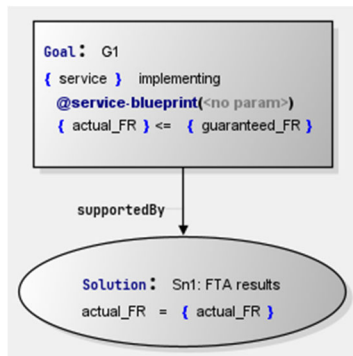 Goal: G1
{ service } implementing
@service-blueprint(<no param>)
{ actual_FR } <= { guaranteed_FR }
supportedBy
Solution: Sn1: FTA results
actual_FR = { actual_FR }